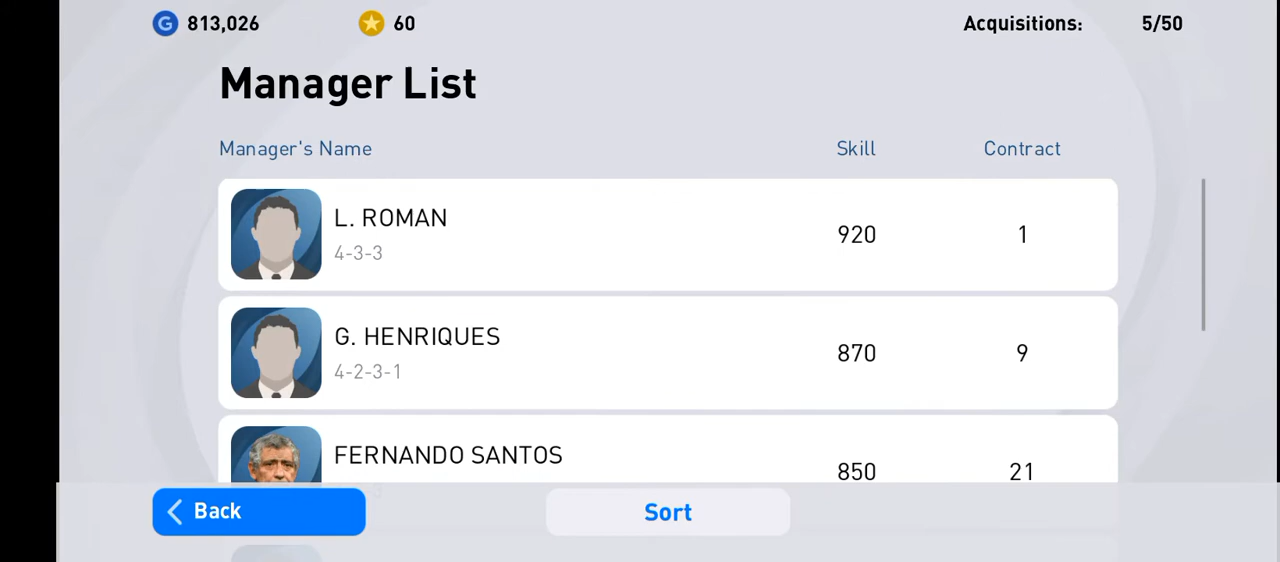 G 813,026 60 Acquisitions: 5/50
Manager List
Manager's Name Skill Contract
L. ROMAN
4-3-3
920 1
G. HENRIQUES
4-2-3-1
870 9
FERNANDO SANTOS
850 21
Back Sort